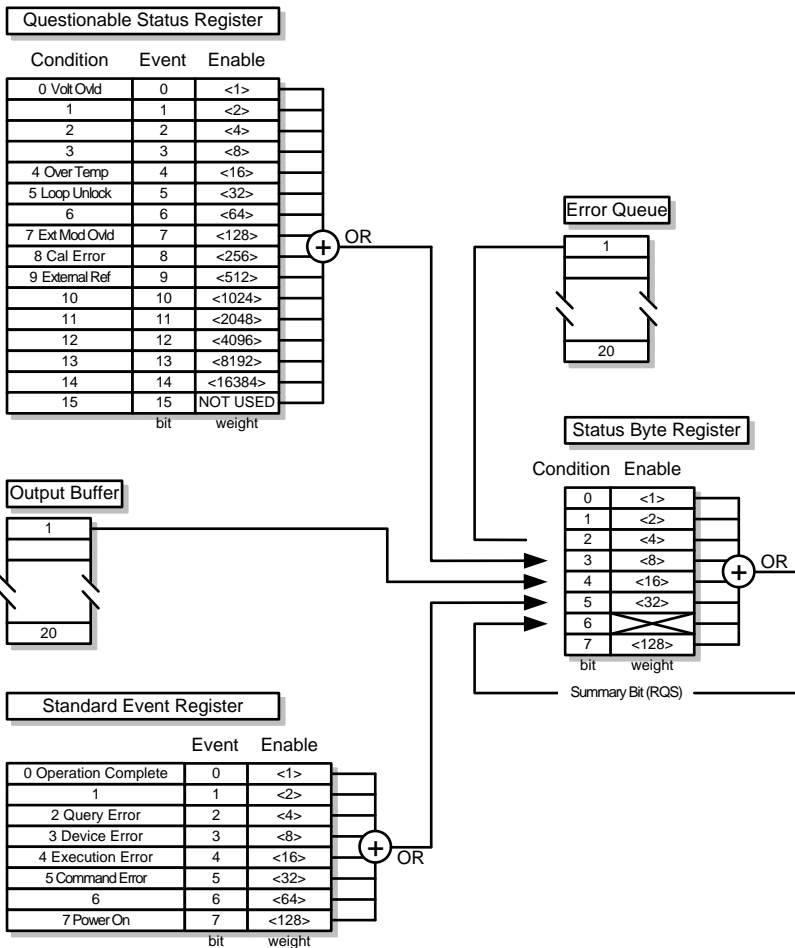 Questionable Status Register
Condition Event Enable
0 Volt Ovld 0 <1>
1 1 <2>
2 2 <4>
3 3 <8>
4 Over Temp 4 <16>
5 Loop Unlock 5 <32>
6 6 <64>
7 Ext Mod Ovld 7 <128>
8 Cal Error 8 <256>
9 External Ref 9 <512>
10 10 <1024>
11 11 <2048>
12 12 <4096>
13 13 <8192>
14 14 <16384>
15 15 NOT USED
bit weight
+ OR
Error Queue
1
20
Output Buffer
1
20
Status Byte Register
Condition Enable
0 <1>
1 <2>
2 <4>
3 <8>
4 <16>
5 <32>
6
7 <128>
bit weight
+ OR
Summary Bit (RQS)
Standard Event Register
Event Enable
0 Operation Complete 0 <1>
1 1 <2>
2 Query Error 2 <4>
3 Device Error 3 <8>
4 Execution Error 4 <16>
5 Command Error 5 <32>
6 6 <64>
7 Power On 7 <128>
bit weight
+ OR